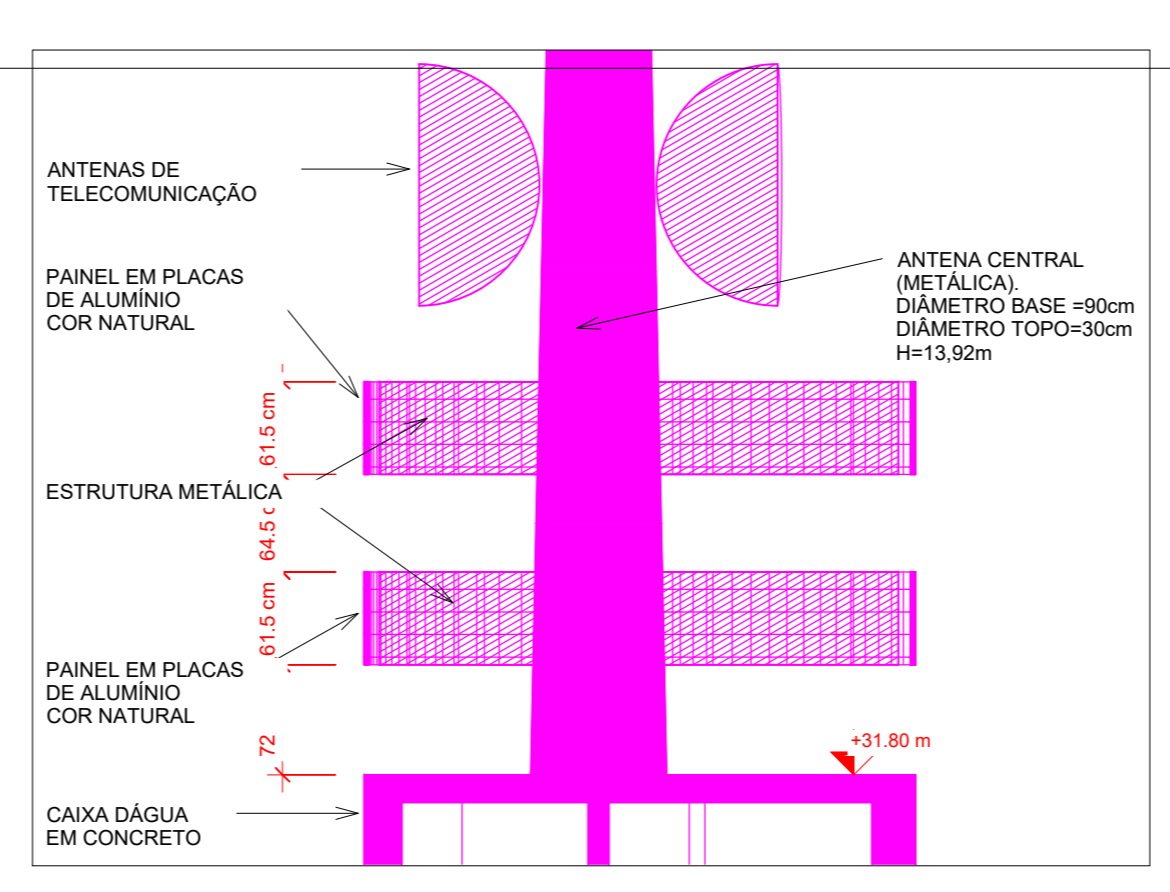 ANTENAS DE
TELECOMUNICAÇÃO
PAINEL EM PLACAS
DE ALUMÍNIO
COR NATURAL
ANTENA CENTRAL
(METÁLICA).
DIÂMETRO BASE =90cm
DIÂMETRO TOPO=30cm
H=13,92m
61.5 cm
ESTRUTURA METÁLICA
64.5 c
61.5 cm
PAINEL EM PLACAS
DE ALUMÍNIO
COR NATURAL
72
+31.80 m
CAIXA DÁGUA
EM CONCRETO